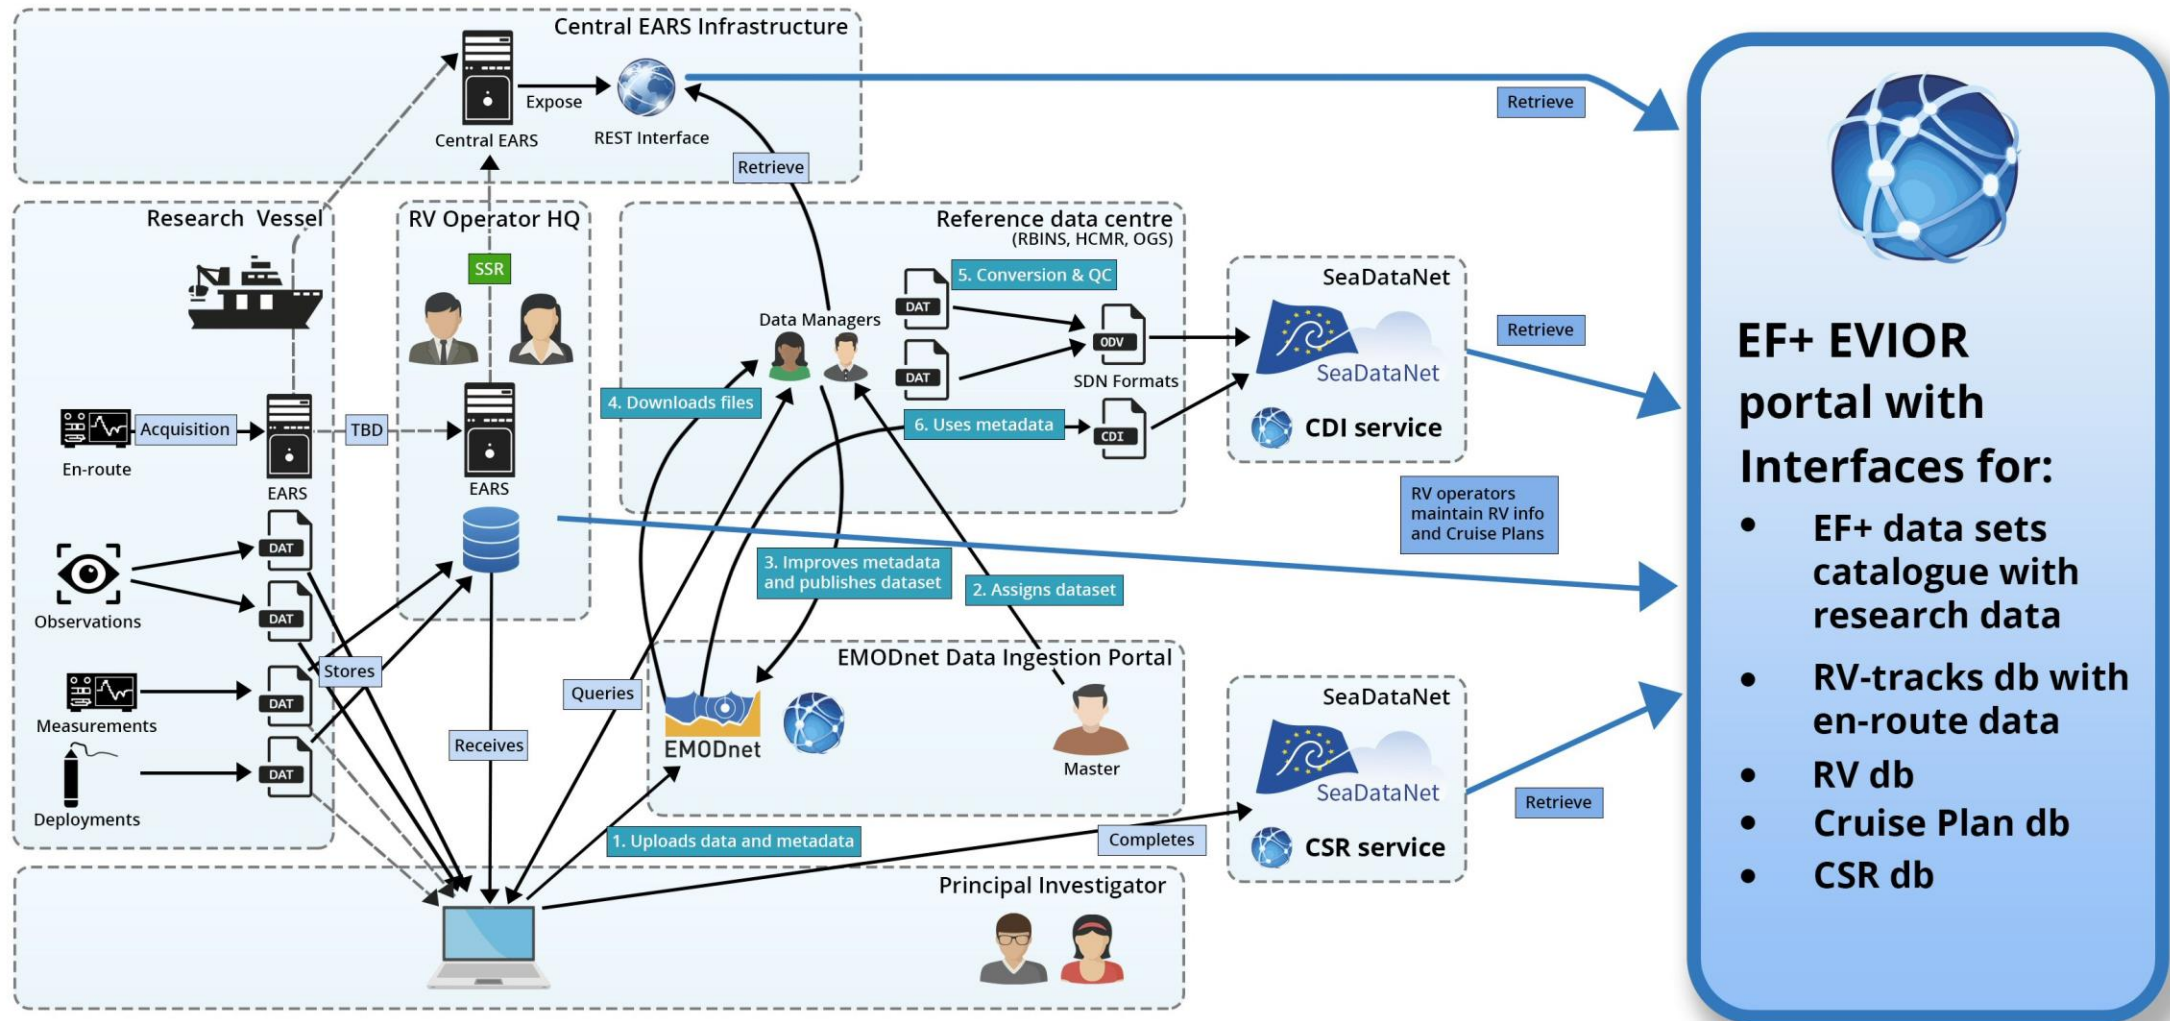 Central EARS Infrastructure
Expose
Central EARS
REST Interface
Retrieve
Retrieve
Research Vessel
RV Operator HQ
SSR
Reference data centre
(RBINS, HCMR, OGS)
5. Conversion & QC
DAT
DAT
Data Managers
ODV
SDN Formats
4. Downloads files
6. Uses metadata
CDI
SeaDataNet
SeaDataNet
CDI service
Retrieve
Acquisition
TBD
En-route
EARS
EARS
RV operators
maintain RV info
and Cruise Plans
DAT
DAT
Observations
3. Improves metadata
and publishes dataset
2. Assigns dataset
Stores
DAT
Measurements
DAT
Deployments
Receives
Queries
EMODnet Data Ingestion Portal
EMODnet
Master
1. Uploads data and metadata
Completes
SeaDataNet
SeaDataNet
CSR service
Retrieve
Principal Investigator
EF+ EVIOR
portal with
Interfaces for:
• EF+ data sets
catalogue with
research data
• RV-tracks db with
en-route data
• RV db
• Cruise Plan db
• CSR db